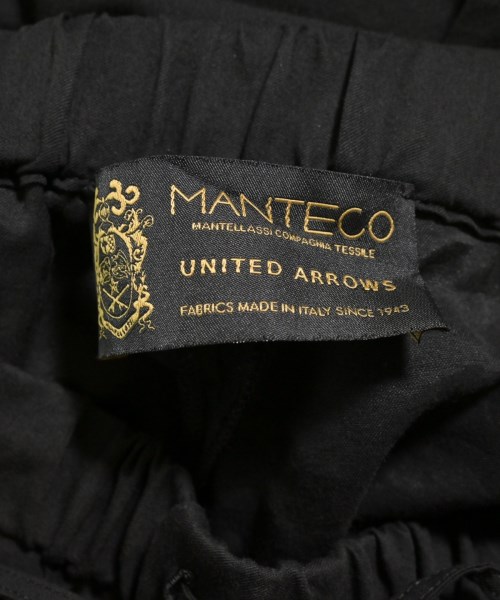 MANTECO
MANTELLASSI COMPAGNIA TESSILE
UNITED ARROWS
FABRICS MADE IN ITALY SINCE 1943